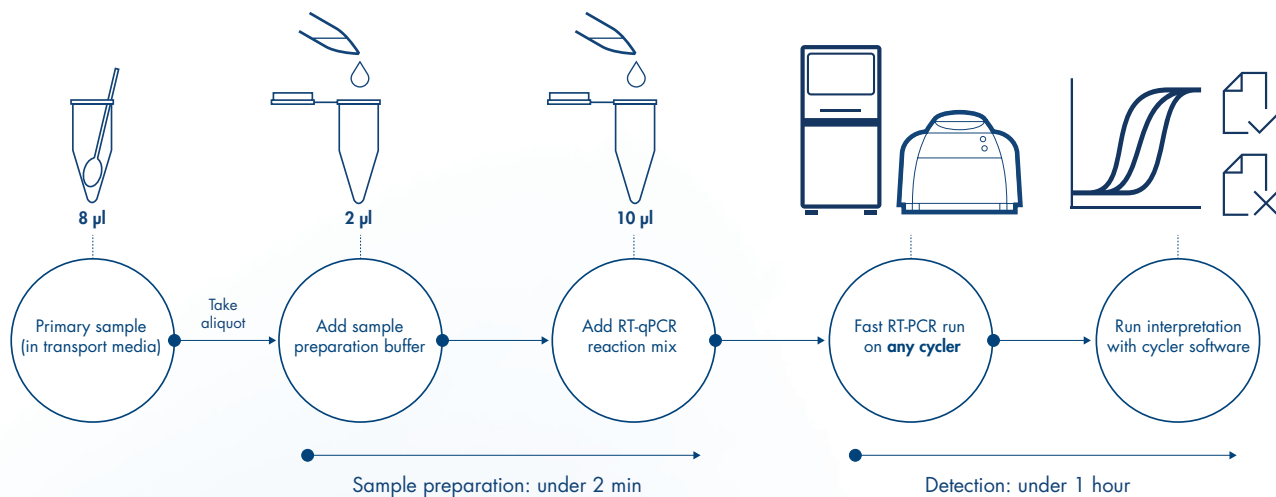 8 µl
2 µl
10 µl
Primary sample
(in transport media)
Take
aliquot
Add sample
preparation buffer
Add RT-qPCR
reaction mix
Fast RT-PCR run
on any cycler
Run interpretation
with cycler software
Sample preparation: under 2 min
Detection: under 1 hour